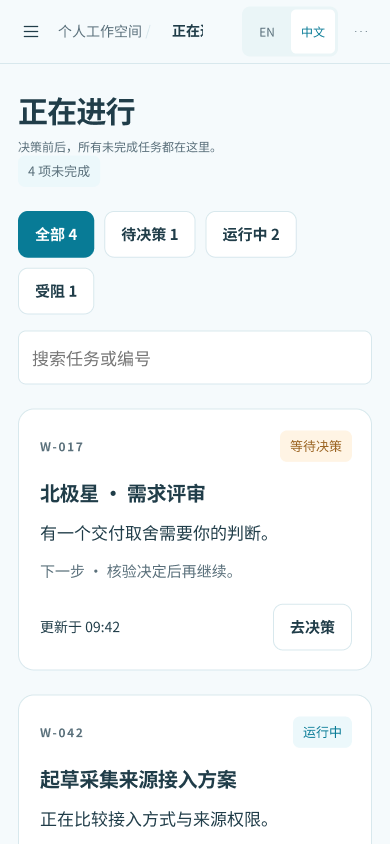 个人工作空间 / 正在
EN 中文 ...
正在进行
决策前后，所有未完成任务都在这里。
4 项未完成
全部 4 待决策 1 运行中 2
受阻 1
搜索任务或编号
W-017 等待决策
北极星 · 需求评审
有一个交付取舍需要你的判断。
下一步 · 核验决定后再继续。
更新于 09:42 去决策
W-042 运行中
起草采集来源接入方案
正在比较接入方式与来源权限。